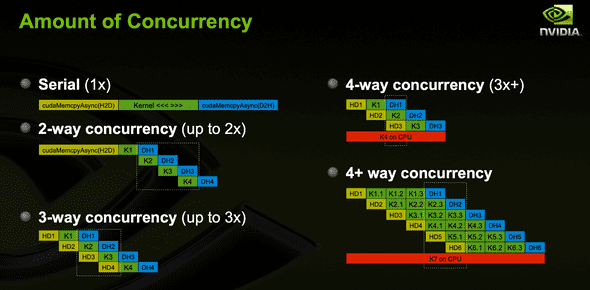 Amount of Concurrency
NVIDIA.
Serial (1x)
cudaMemcpyAsync(H2D) Kernel <<< >>> cudaMemcpyAsync(D2H)
2-way concurrency (up to 2x)
cudaMemcpyAsync(H2D) K1 DH1
K2 DH2
K3 DH3
K4 DH4
3-way concurrency (up to 3x)
HD1 K1 DH1
HD2 K2 DH2
HD3 K3 DH3
HD4 K4 DH4
4-way concurrency (3x+)
HD1 K1 DH1
HD2 K2 DH2
HD3 K3 DH3
K4 on CPU
4+ way concurrency
HD1 K1.1 K1.2 K1.3 DH1
HD2 K2.1 K2.2 K2.3 DH2
HD3 K3.1 K3.2 K3.3 DH3
HD4 K4.1 K4.2 K4.3 DH4
HD5 K5.1 K5.2 K5.3 DH5
HD6 K6.1 K6.2 K6.3 DH6
K7 on CPU